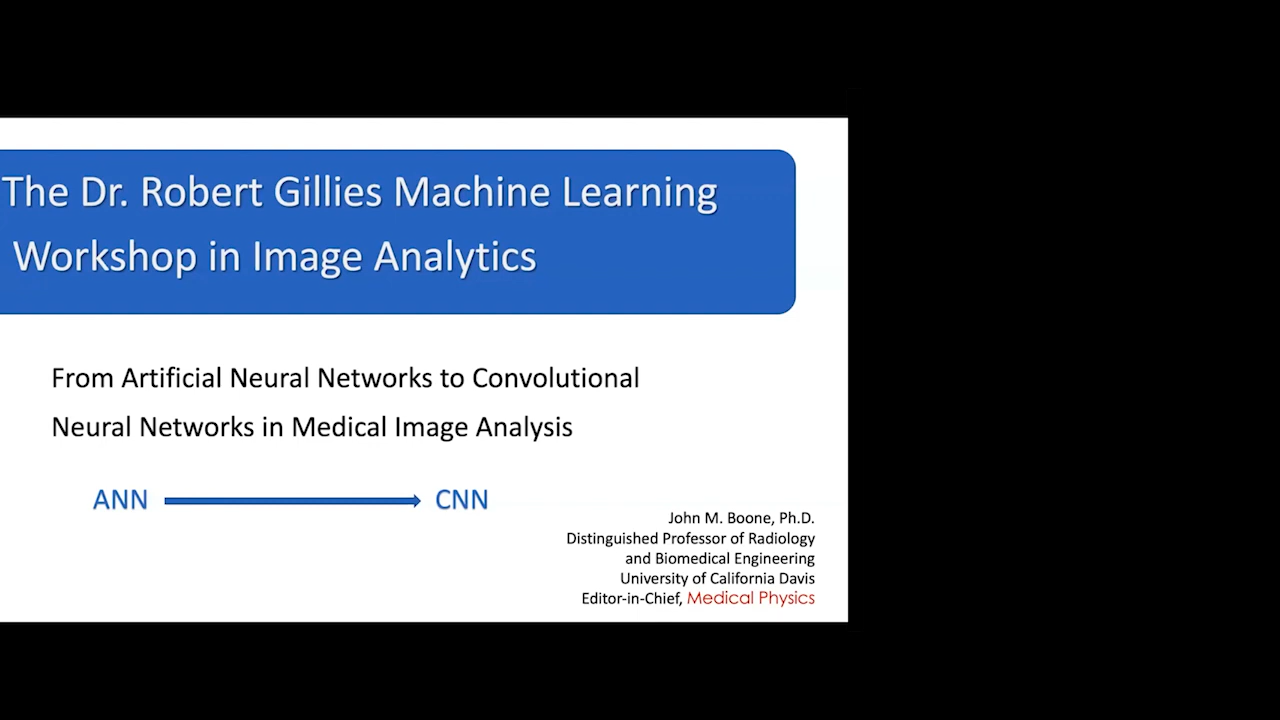 The Dr. Robert Gillies Machine Learning
Workshop in Image Analytics
From Artificial Neural Networks to Convolutional
Neural Networks in Medical Image Analysis
ANN CNN
John M. Boone, Ph.D.
Distinguished Professor of Radiology
and Biomedical Engineering
University of California Davis
Editor-in-Chief, Medical Physics